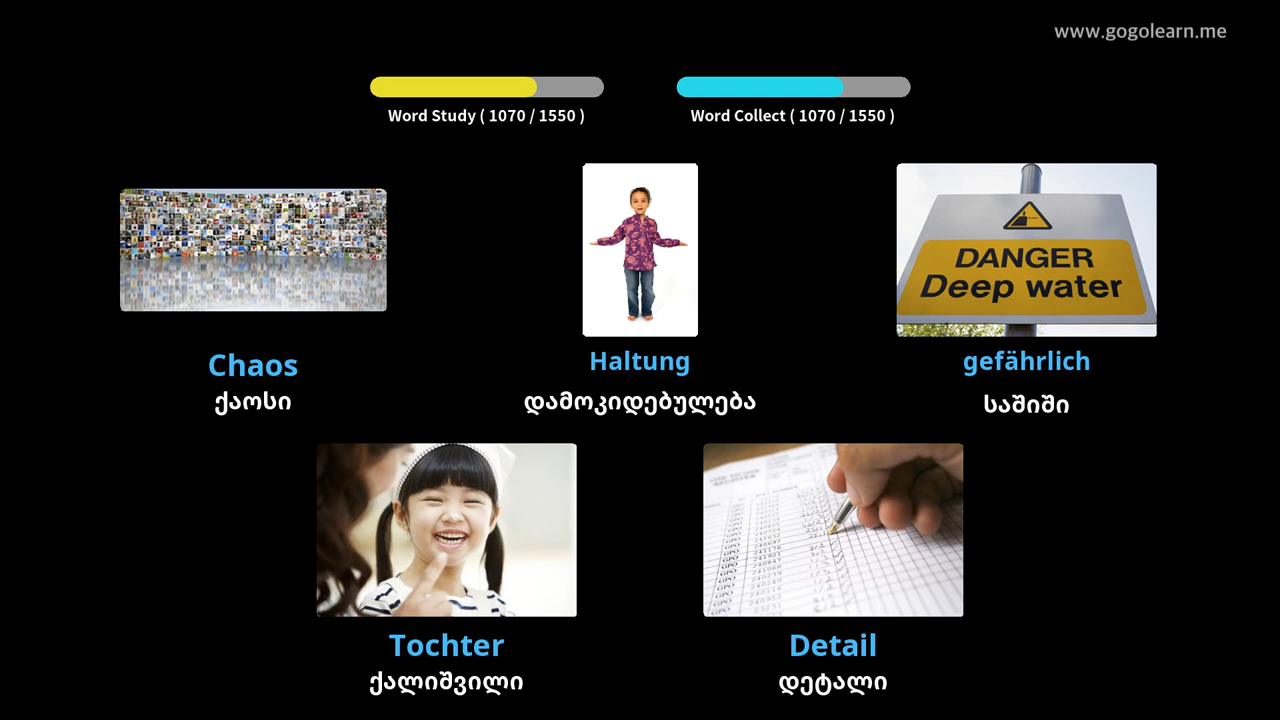 www.gogolearn.me
Word Study ( 1070 / 1550 )
Word Collect ( 1070 / 1550 )
DANGER
Deep water
Chaos
ქაოსი
Haltung
დამოკიდებულება
gefährlich
საშიში
Tochter
ქალიშვილი
Detail
დეტალი